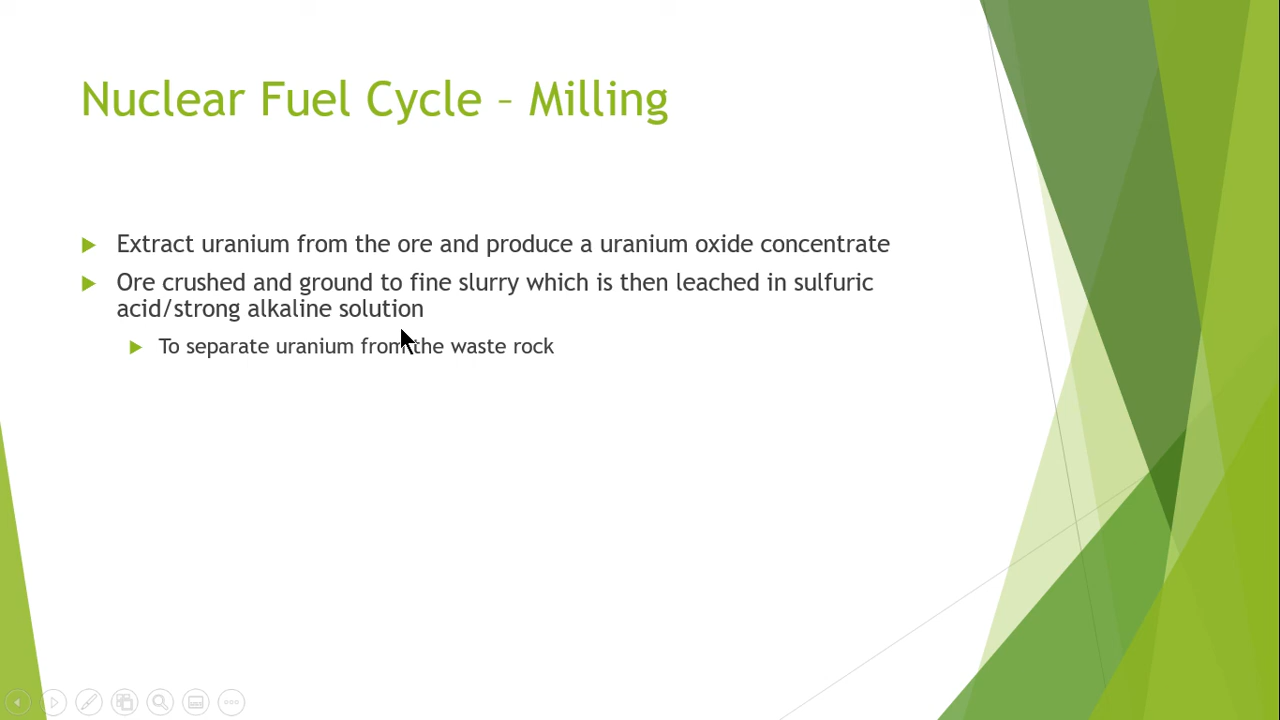 Nuclear Fuel Cycle – Milling
Extract uranium from the ore and produce a uranium oxide concentrate
Ore crushed and ground to fine slurry which is then leached in sulfuric
acid/strong alkaline solution
To separate uranium from the waste rock